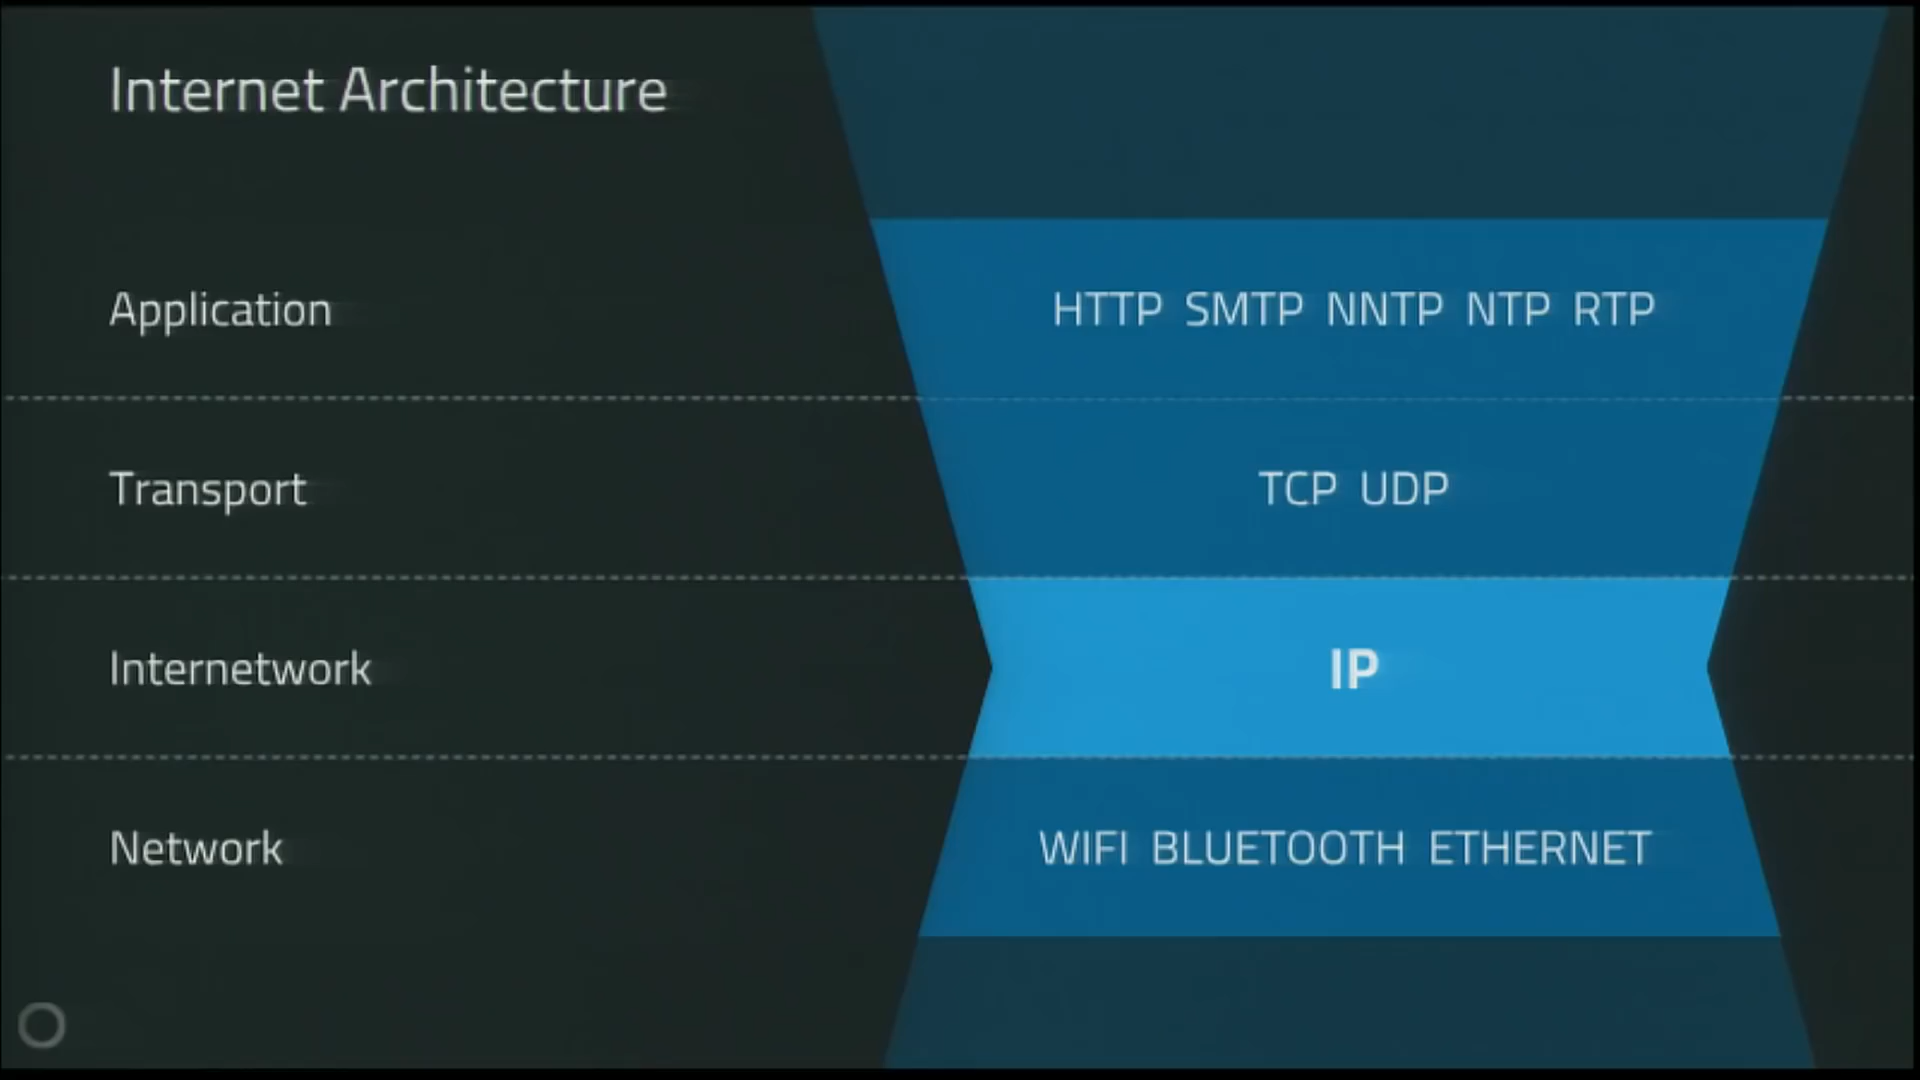 Internet Architecture
Application
HTTP SMTP NNTP NTP RTP
Transport
TCP UDP
Internetwork
IP
Network
WIFI BLUETOOTH ETHERNET